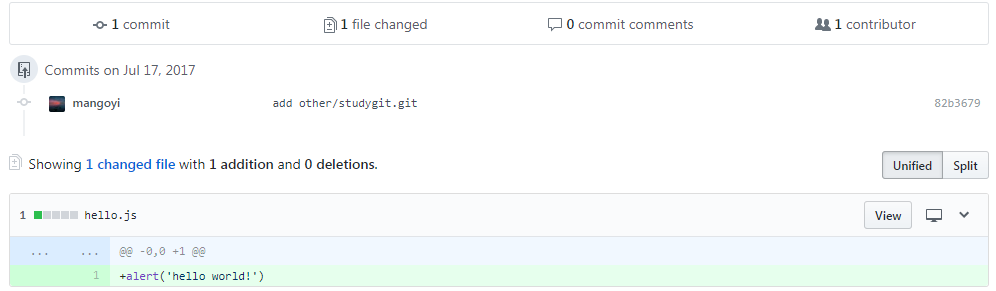 1 commit 1 file changed 0 commit comments 1 contributor
Commits on Jul 17, 2017
mangoyi add other/studygit.git 82b3679
Showing 1 changed file with 1 addition and 0 deletions. Unified Split
1 hello.js View
... ... @@ -0,0 +1 @@
1 +alert('hello world!')